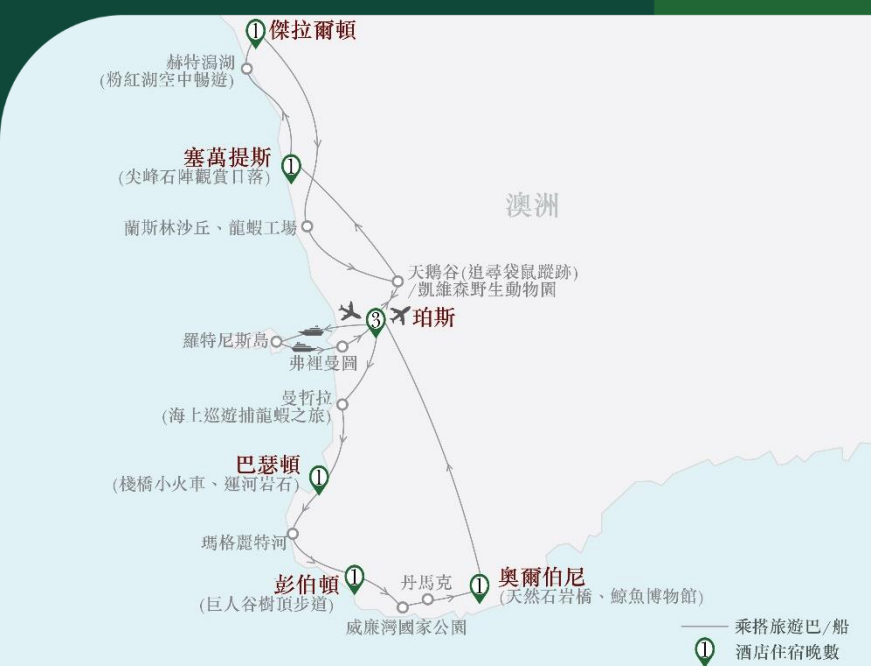 1 傑拉爾頓
赫特潟湖
(粉紅湖空中暢遊)
塞萬提斯
1
(尖峰石陣觀賞日落)
澳洲
蘭斯林沙丘、龍蝦工場
天鵝谷(追尋袋鼠蹤跡)
/凱維森野生動物園
3 珀斯
羅特尼斯島
弗裡曼圖
曼哲拉
(海上巡遊捕龍蝦之旅)
巴瑟頓
1
(棧橋小火車、運河岩石)
瑪格麗特河
彭伯頓 1
(巨人谷樹頂步道)
丹馬克
1 奧爾伯尼
(天然石岩橋、鯨魚博物館)
威廉灣國家公園
乘搭旅遊巴/船
1 酒店住宿晚數